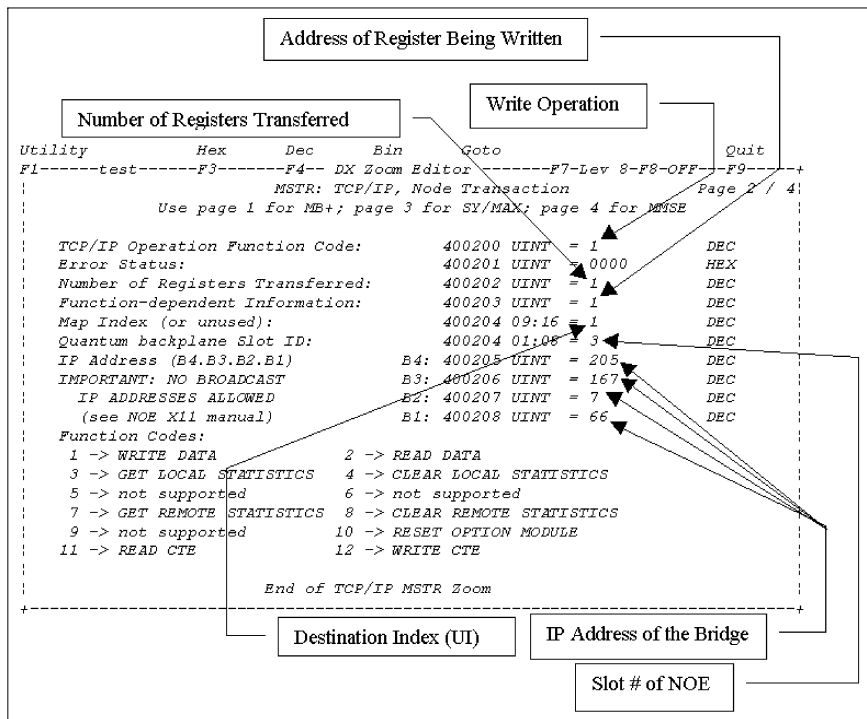 Address of Register Being Written
Write Operation
Number of Registers Transferred
Utility Hex Dec Bin Goto Quit
F1------test------F3-------F4-- DX Zoom Editor -------F7-Lev 8-F8-OFF--F9----+
MSTR: TCP/IP, Node Transaction Page 2 / 4
Use page 1 for MB+; page 3 for SY/MAX; page 4 for MMSE
TCP/IP Operation Function Code: 400200 UINT = 1 DEC
Error Status: 400201 UINT = 0000 HEX
Number of Registers Transferred: 400202 UINT = 1 DEC
Function-dependent Information: 400203 UINT = 1 DEC
Map Index (or unused): 400204 09:16 = 1 DEC
Quantum backplane Slot ID: 400204 01:08 = 3 DEC
IP Address (B4.B3.B2.B1) B4: 400205 UINT = 205 DEC
IMPORTANT: NO BROADCAST B3: 400206 UINT = 167 DEC
IP ADDRESSES ALLOWED B2: 400207 UINT = 7 DEC
(see NOE X11 manual) B1: 400208 UINT = 66 DEC
Function Codes:
1 -> WRITE DATA 2 -> READ DATA
3 -> GET LOCAL STATISTICS 4 -> CLEAR LOCAL STATISTICS
5 -> not supported 6 -> not supported
7 -> GET REMOTE STATISTICS 8 -> CLEAR REMOTE STATISTICS
9 -> not supported 10 -> RESET OPTION MODULE
11 -> READ CTE 12 -> WRITE CTE
End of TCP/IP MSTR Zoom
Destination Index (UI)
IP Address of the Bridge
Slot # of NOE